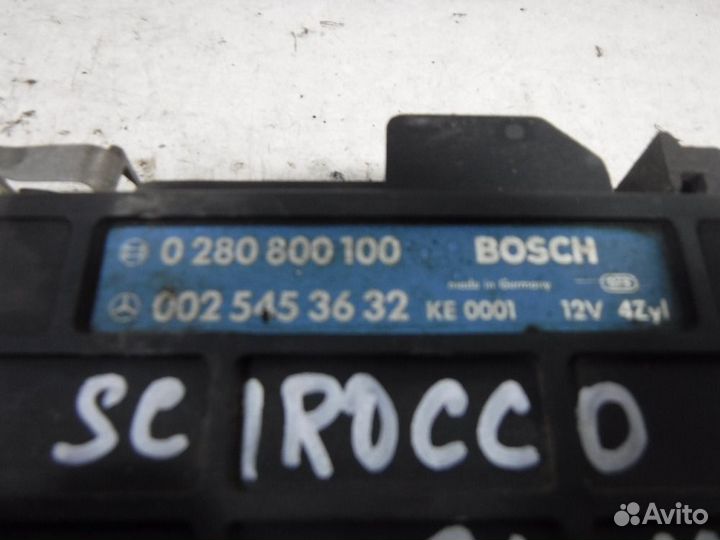 0 280 800 100 BOSCH
made in Germany
002 545 36 32 KE 0001 12V 4Zyl
SCIROCCO
Avito